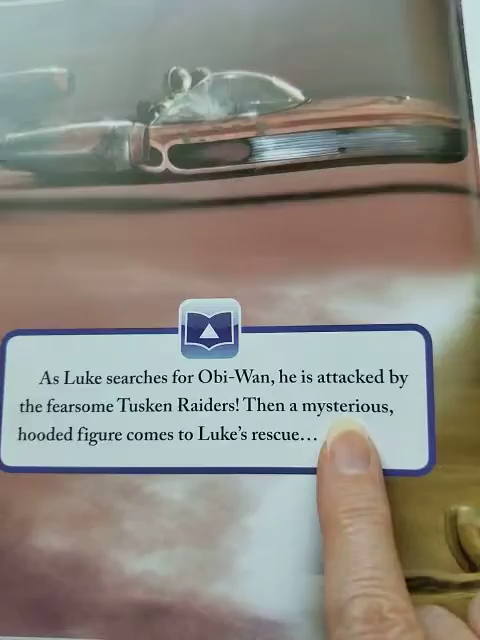 As Luke searches for Obi-Wan, he is attacked by
the fearsome Tusken Raiders! Then a mysterious,
hooded figure comes to Luke's rescue…